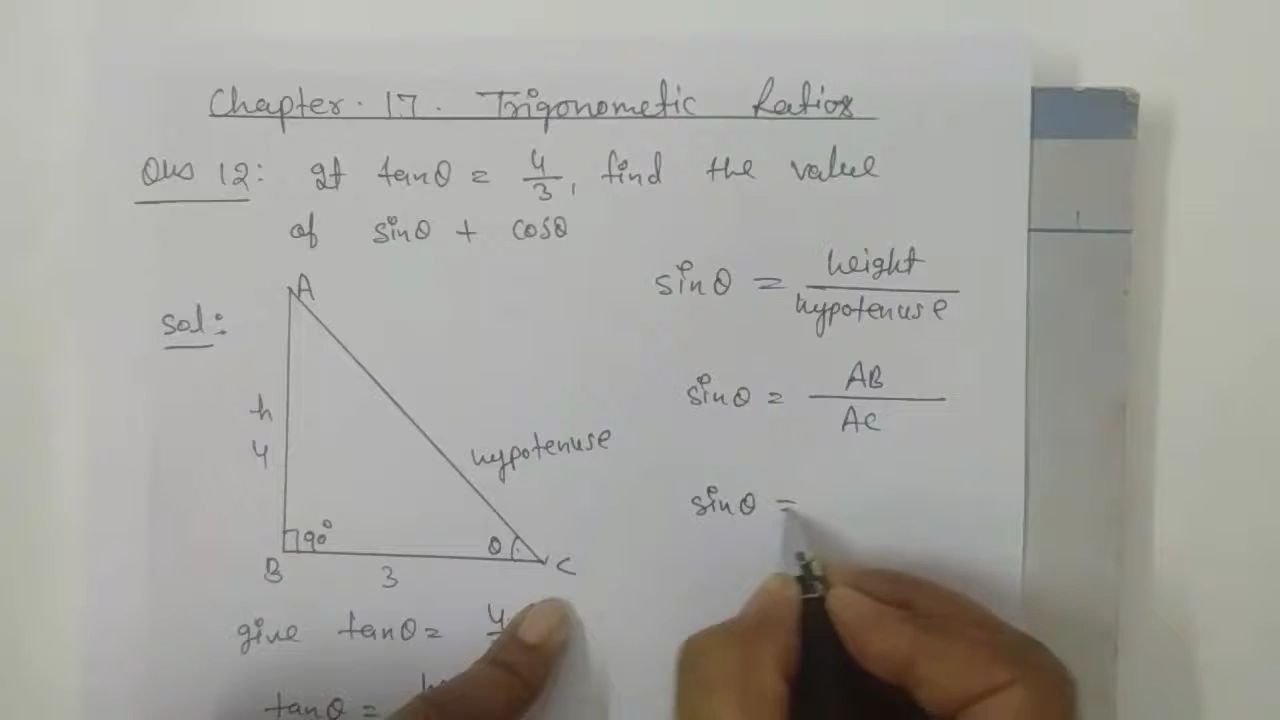 Chapter. 17. Trigonometic Ratios
Qus 12: If tanθ = 4/3, find the value
of sinθ + cosθ
Sol:
A
h
4
hypotenuse
90°
θ
B
3
C
give tanθ = 4
tanθ =
sinθ = height/hypotenuse
sinθ = AB/AC
sinθ =